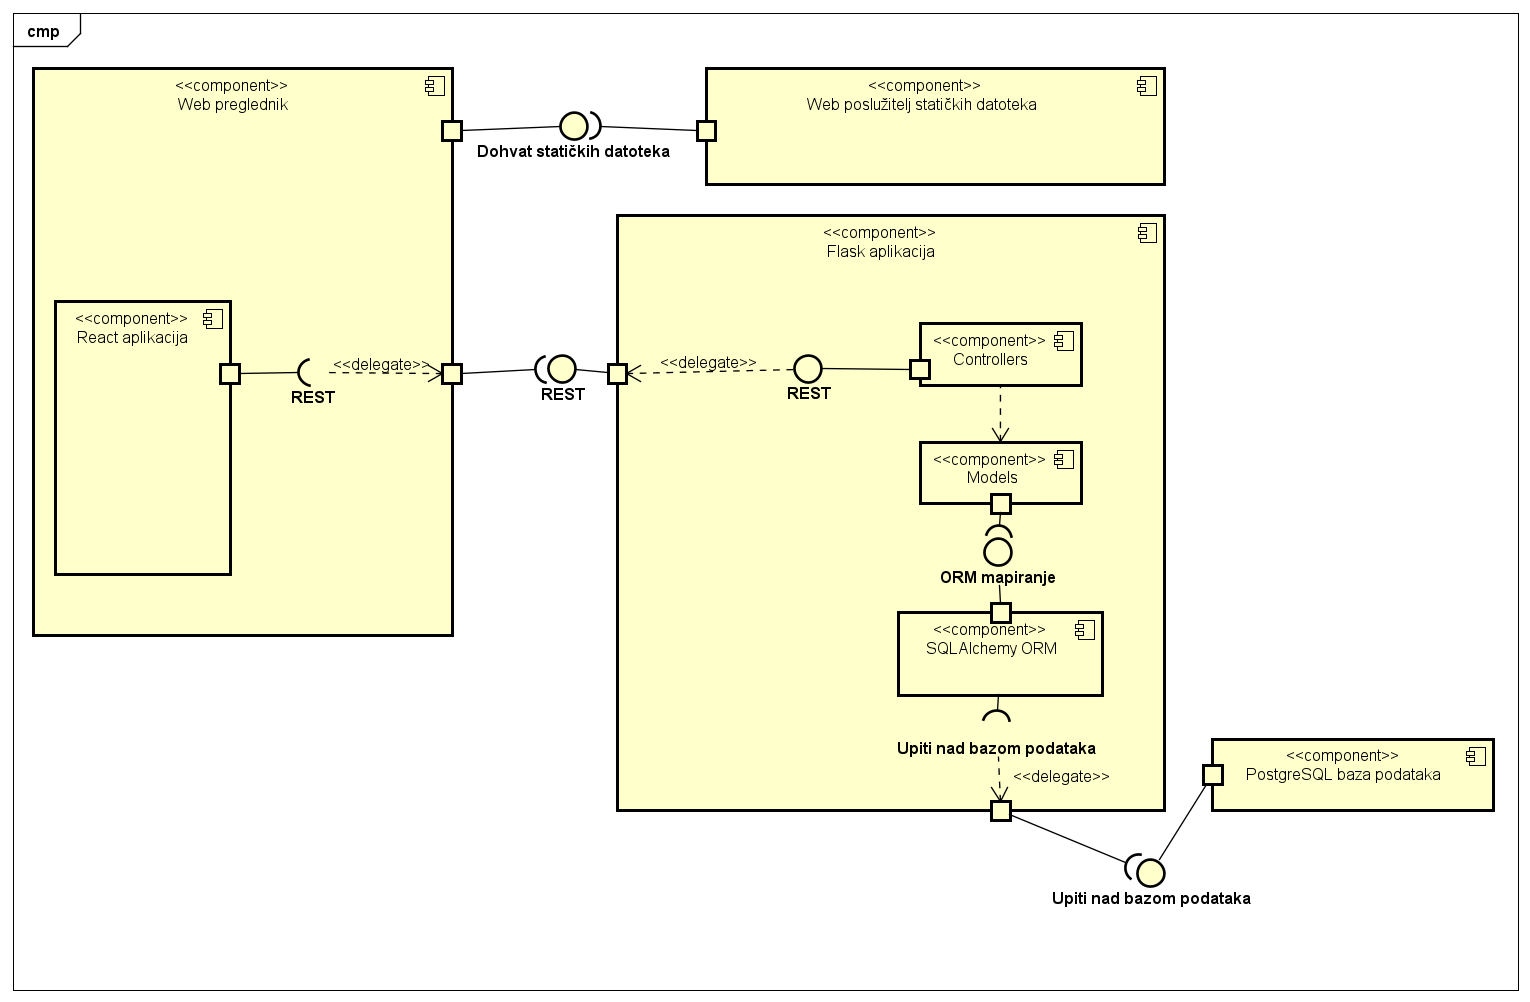 cmp
<<component>>
Web preglednik
<<component>>
Web poslužitelj statičkih datoteka
Dohvat statičkih datoteka
<<component>>
Flask aplikacija
<<component>>
React aplikacija
REST
<<delegate>>
REST
<<delegate>>
REST
<<component>>
Controllers
<<component>>
Models
ORM mapiranje
<<component>>
SQLAlchemy ORM
Upiti nad bazom podataka
<<delegate>>
<<component>>
PostgreSQL baza podataka
Upiti nad bazom podataka